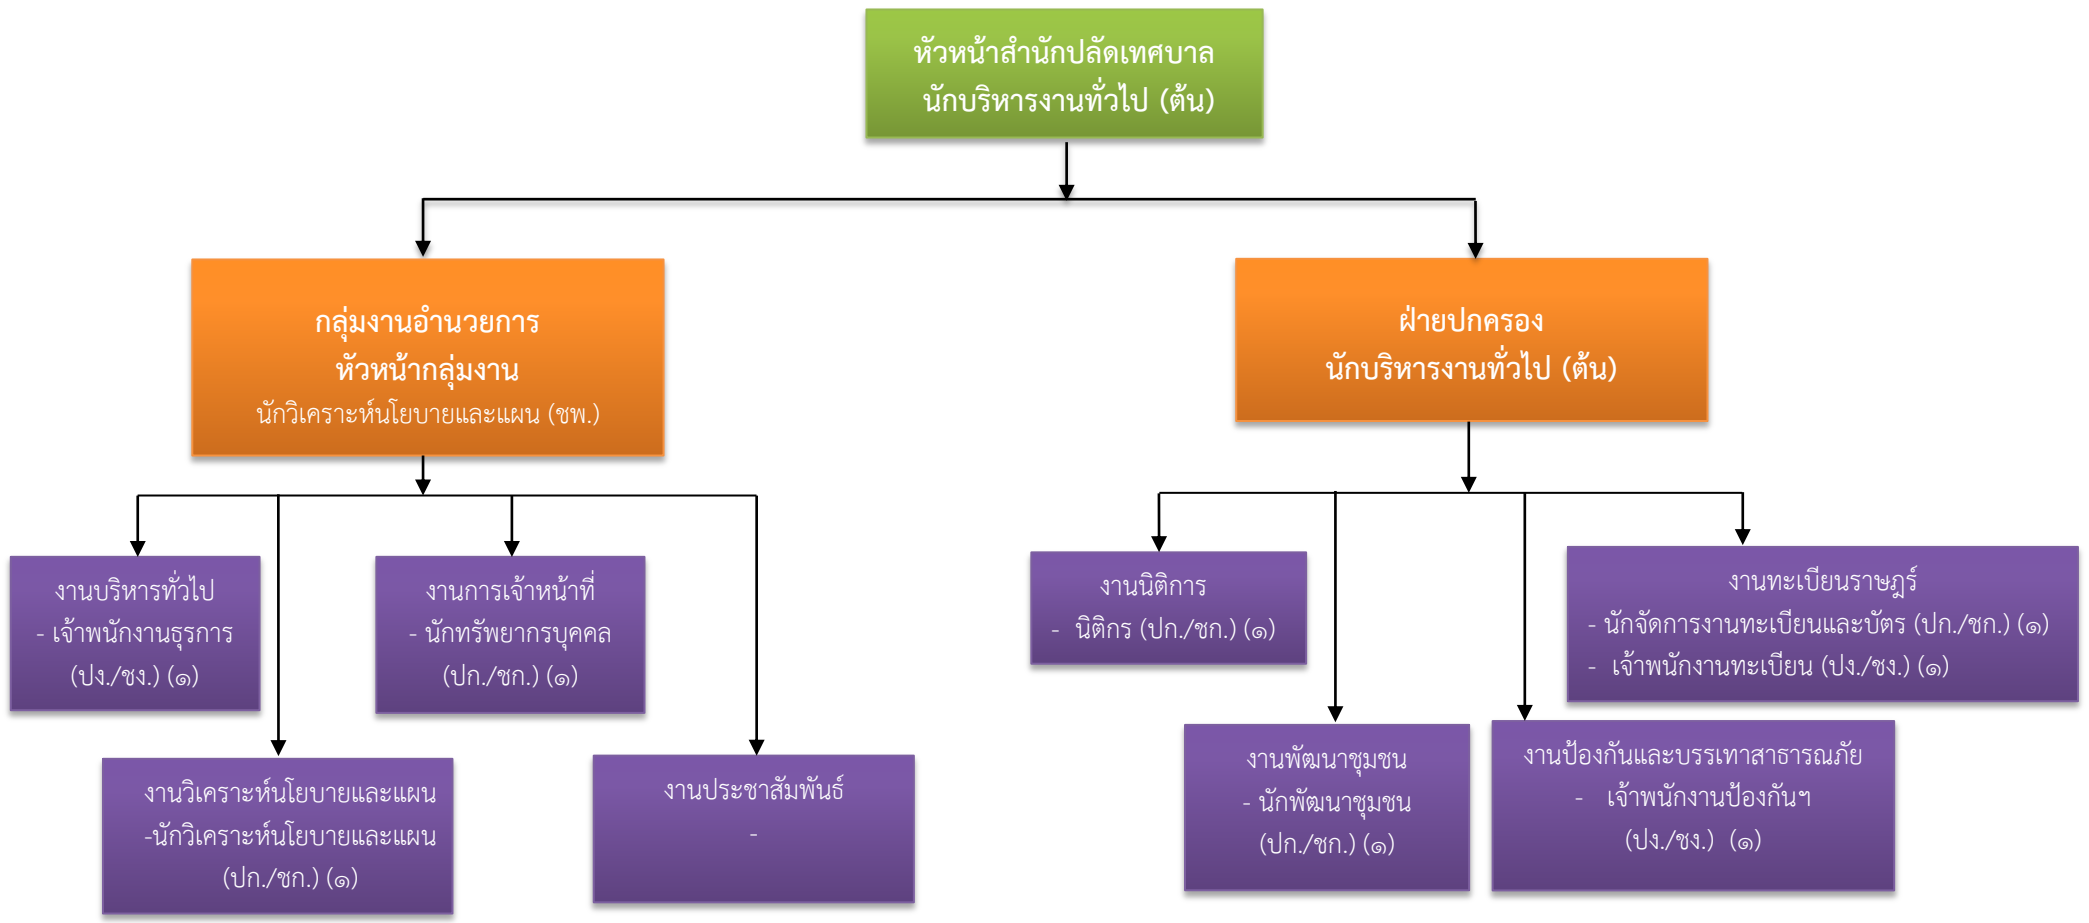 หัวหน้าสำนักปลัดเทศบาล
นักบริหารงานทั่วไป (ต้น)
กลุ่มงานอำนวยการ
หัวหน้ากลุ่มงาน
นักวิเคราะห์นโยบายและแผน (ชพ.)
ฝ่ายปกครอง
นักบริหารงานทั่วไป (ต้น)
งานบริหารทั่วไป
- เจ้าพนักงานธุรการ
(ปง./ชง.) (๑)
งานวิเคราะห์นโยบายและแผน
-นักวิเคราะห์นโยบายและแผน
(ปก./ชก.) (๑)
งานการเจ้าหน้าที่
- นักทรัพยากรบุคคล
(ปก./ชก.) (๑)
งานประชาสัมพันธ์
-
งานนิติการ
- นิติกร (ปก./ชก.) (๑)
งานพัฒนาชุมชน
- นักพัฒนาชุมชน
(ปก./ชก.) (๑)
งานป้องกันและบรรเทาสาธารณภัย
- เจ้าพนักงานป้องกันฯ
(ปง./ชง.) (๑)
งานทะเบียนราษฎร์
- นักจัดการงานทะเบียนและบัตร (ปก./ชก.) (๑)
- เจ้าพนักงานทะเบียน (ปง./ชง.) (๑)